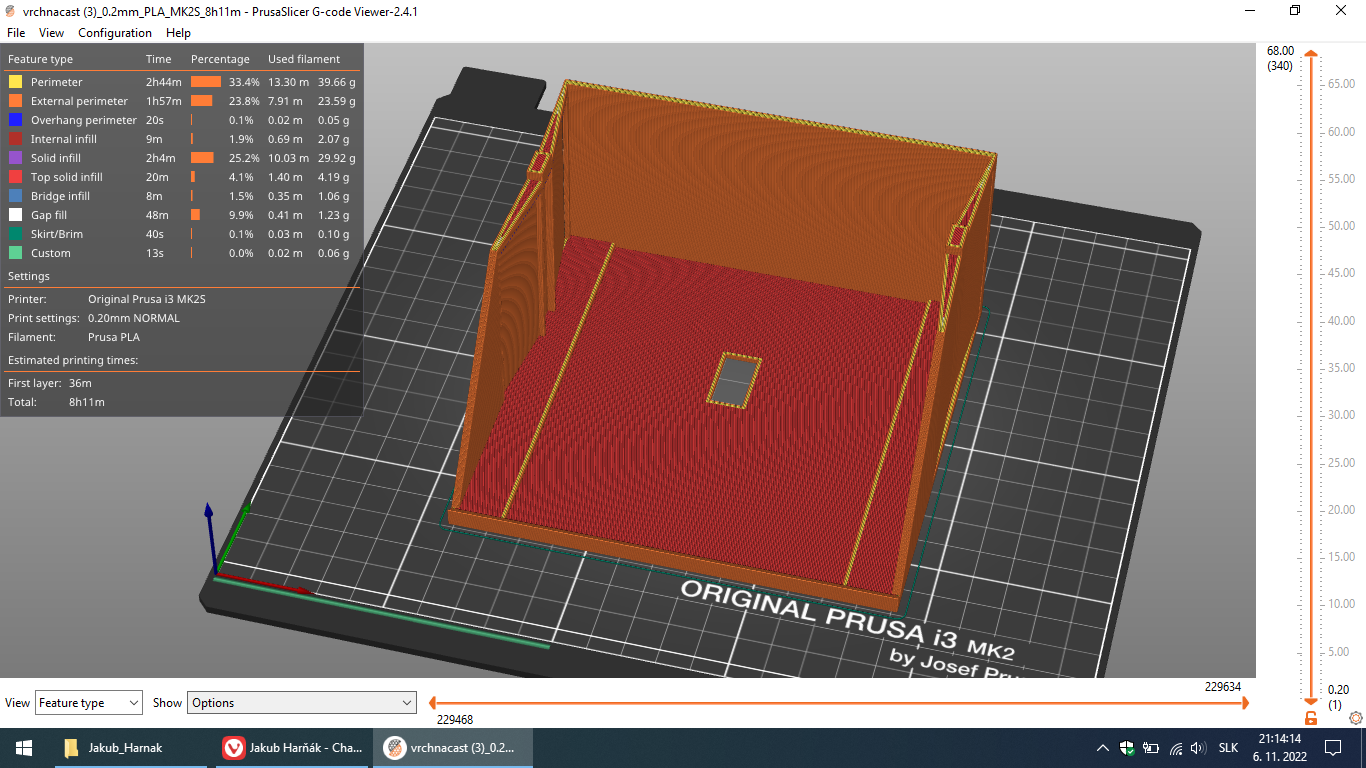 vrchnacast (3)_0.2mm_PLA_MK2S_8h11m - PrusaSlicer G-code Viewer-2.4.1
File View Configuration Help
Feature type Time Percentage Used filament
Perimeter 2h44m 33.4% 13.30 m 39.66 g
External perimeter 1h57m 23.8% 7.91 m 23.59 g
Overhang perimeter 20s 0.1% 0.02 m 0.05 g
Internal infill 9m 1.9% 0.69 m 2.07 g
Solid infill 2h4m 25.2% 10.03 m 29.92 g
Top solid infill 20m 4.1% 1.40 m 4.19 g
Bridge infill 8m 1.5% 0.35 m 1.06 g
Gap fill 48m 9.9% 0.41 m 1.23 g
Skirt/Brim 40s 0.1% 0.03 m 0.10 g
Custom 13s 0.0% 0.02 m 0.06 g
Settings
Printer: Original Prusa i3 MK2S
Print settings: 0.20mm NORMAL
Filament: Prusa PLA
Estimated printing times:
First layer: 36m
Total: 8h11m
ORIGINAL PRUSA i3 MK2
by Josef Pru
68.00
(340)
65.00
60.00
55.00
50.00
45.00
40.00
35.00
30.00
25.00
20.00
15.00
10.00
5.00
0.20
(1)
229634
View Feature type Show Options
229468
Jakub_Harnak
Jakub Harňák - Cha...
vrchnacast (3)_0.2...
SLK
21:14:14
6. 11. 2022